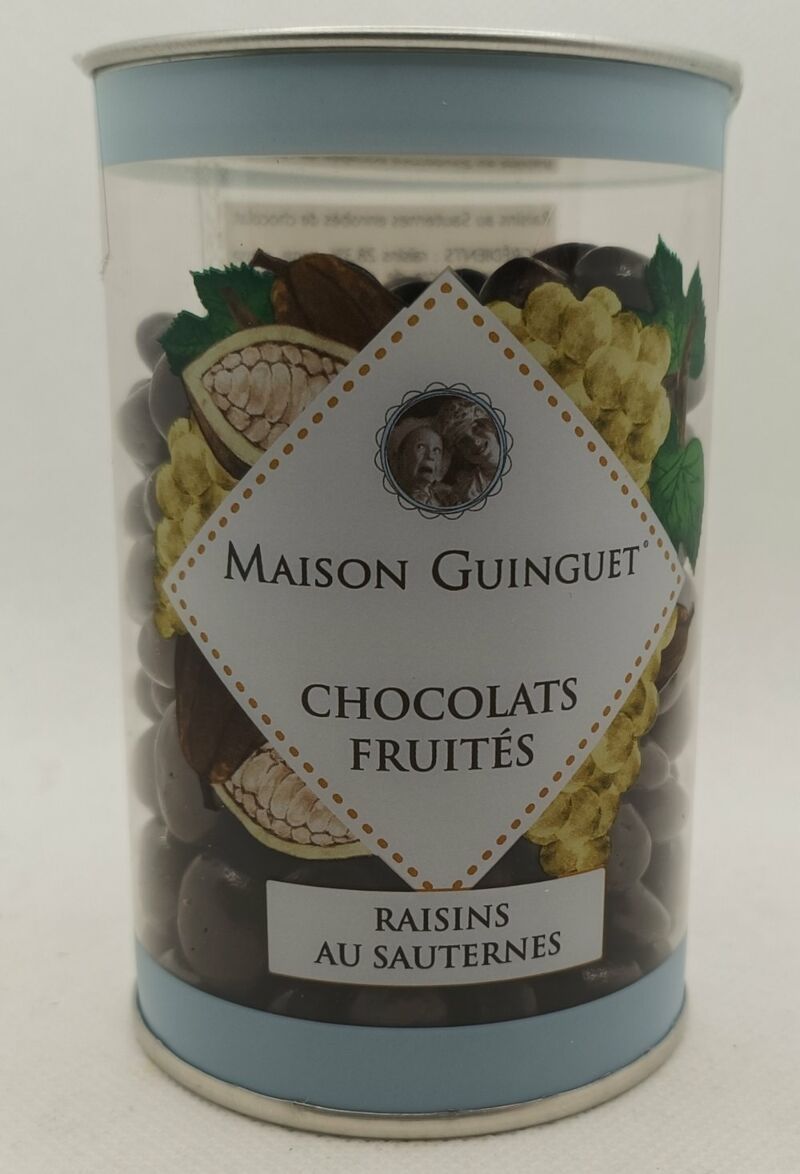 MAISON GUINGUET
CHOCOLATS
FRUITÉS
RAISINS
AU SAUTERNES